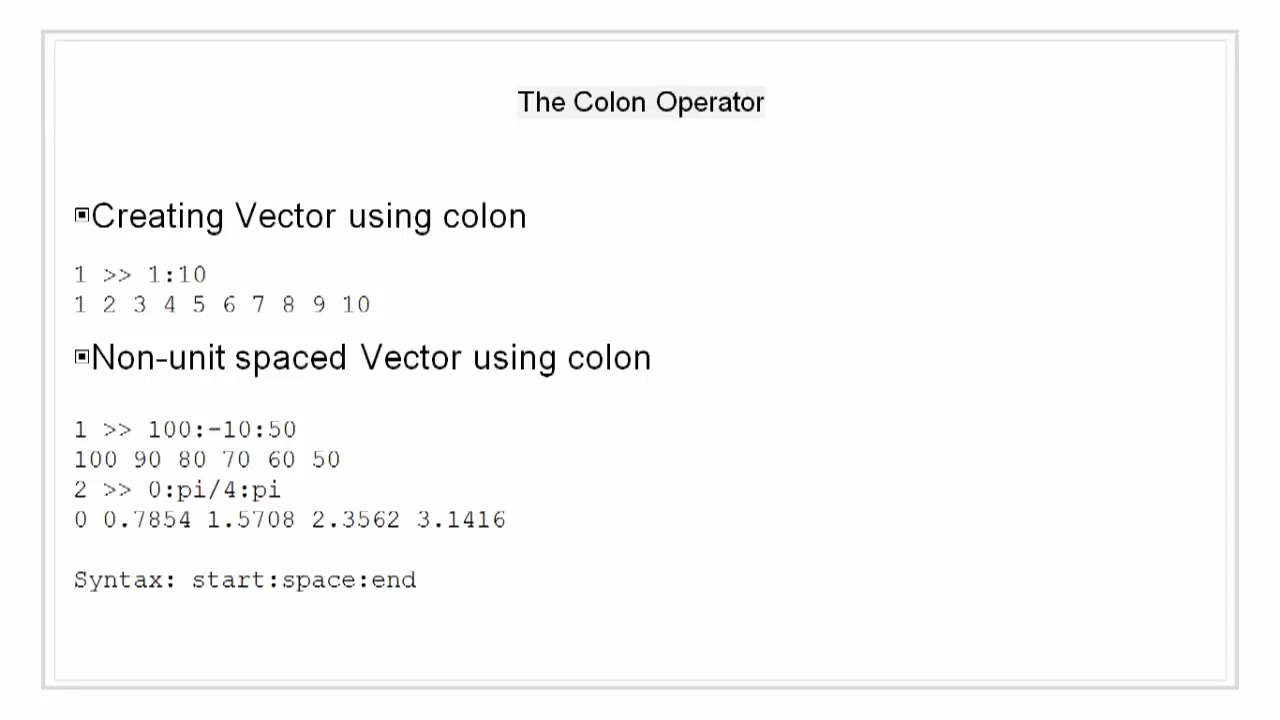 The Colon Operator
Creating Vector using colon
1 >> 1:10
1 2 3 4 5 6 7 8 9 10
Non-unit spaced Vector using colon
1 >> 100:-10:50
100 90 80 70 60 50
2 >> 0:pi/4:pi
0 0.7854 1.5708 2.3562 3.1416
Syntax: start:space:end